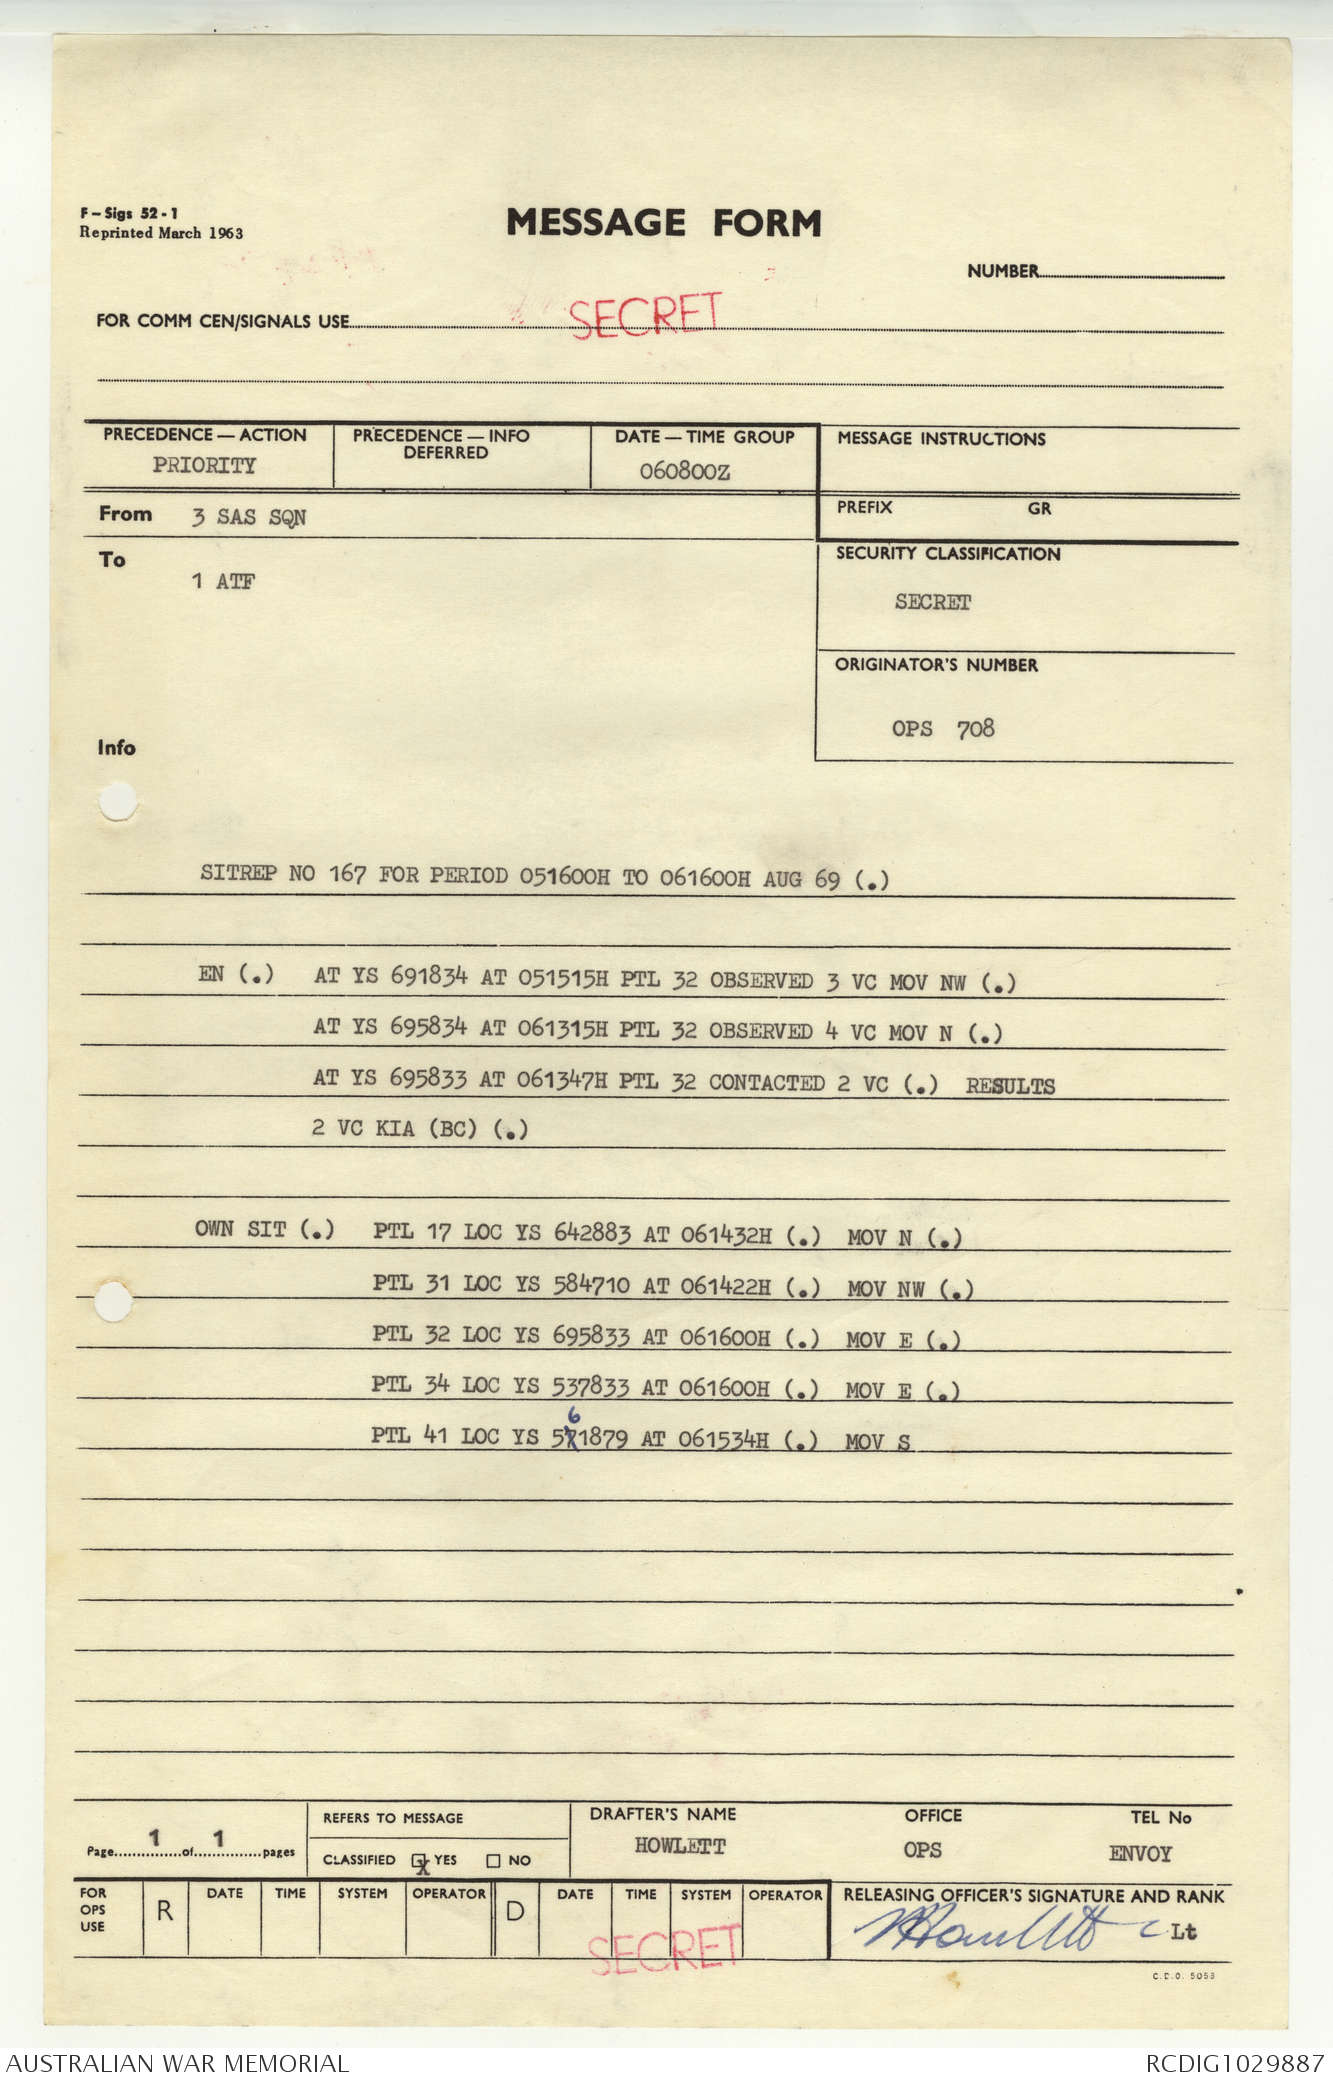 F - Sigs 52 - 1
Reprinted March 1963
MESSAGE FORM
NUMBER
FOR COMM CEN/SIGNALS USE
SECRET
PRECEDENCE — ACTION
PRIORITY
PRECEDENCE — INFO
DEFERRED
DATE — TIME GROUP
060800Z
MESSAGE INSTRUCTIONS
From 3 SAS SQN
PREFIX GR
To
1 ATF
SECURITY CLASSIFICATION
SECRET
ORIGINATOR'S NUMBER
OPS 708
Info
SITREP NO 167 FOR PERIOD 051600H TO 061600H AUG 69 (.)
EN (.) AT YS 691834 AT 051515H PTL 32 OBSERVED 3 VC MOV NW (.)
AT YS 695834 AT 061315H PTL 32 OBSERVED 4 VC MOV N (.)
AT YS 695833 AT 061347H PTL 32 CONTACTED 2 VC (.) RESULTS
2 VC KIA (BC) (.)
OWN SIT (.) PTL 17 LOC YS 642883 AT 061432H (.) MOV N (.)
PTL 31 LOC YS 584710 AT 061422H (.) MOV NW (.)
PTL 32 LOC YS 695833 AT 061600H (.) MOV E (.)
PTL 34 LOC YS 537833 AT 061600H (.) MOV E (.)
PTL 41 LOC YS 561879 AT 061534H (.) MOV S
Page 1 of 1 pages
REFERS TO MESSAGE
CLASSIFIED YES NO
DRAFTER'S NAME
HOWLETT
OFFICE
OPS
TEL No
ENVOY
FOR OPS USE
R
DATE TIME SYSTEM OPERATOR
D
DATE TIME SYSTEM OPERATOR
SECRET
RELEASING OFFICER'S SIGNATURE AND RANK
Lt
C.D.O. 5053
AUSTRALIAN WAR MEMORIAL
RCDIG1029887